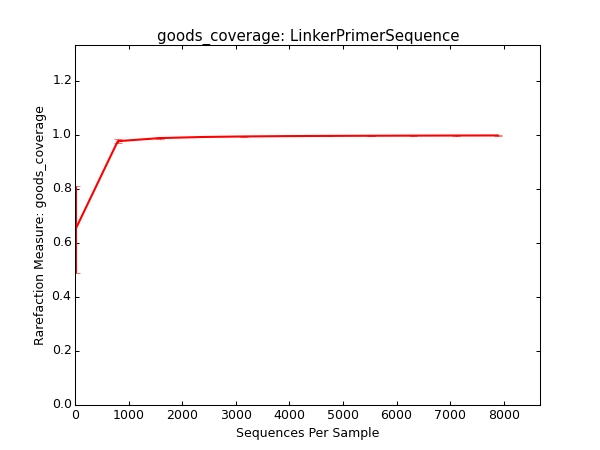 goods_coverage: LinkerPrimerSequence
1.2
1.0
0.8
0.6
0.4
0.2
0.0
Rarefaction Measure: goods_coverage
0 1000 2000 3000 4000 5000 6000 7000 8000
Sequences Per Sample